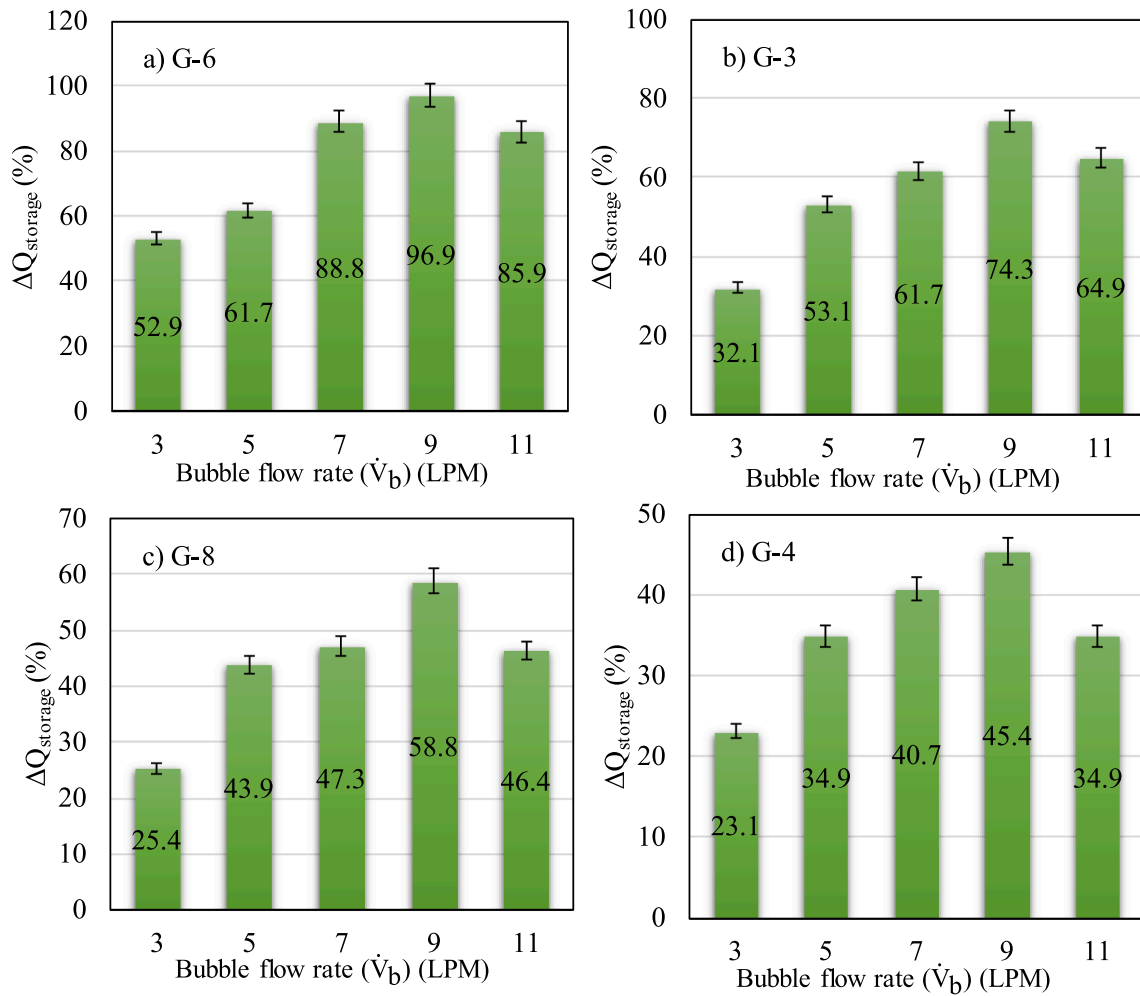 a) G-6
ΔQstorage (%)
120
100
80
60
40
20
0
52.9
61.7
88.8
96.9
85.9
3 5 7 9 11
Bubble flow rate (V̇b) (LPM)
b) G-3
ΔQstorage (%)
100
80
60
40
20
0
32.1
53.1
61.7
74.3
64.9
3 5 7 9 11
Bubble flow rate (V̇b) (LPM)
c) G-8
ΔQstorage (%)
70
60
50
40
30
20
10
0
25.4
43.9
47.3
58.8
46.4
3 5 7 9 11
Bubble flow rate (V̇b) (LPM)
d) G-4
ΔQstorage (%)
50
40
30
20
10
0
23.1
34.9
40.7
45.4
34.9
3 5 7 9 11
Bubble flow rate (V̇b) (LPM)